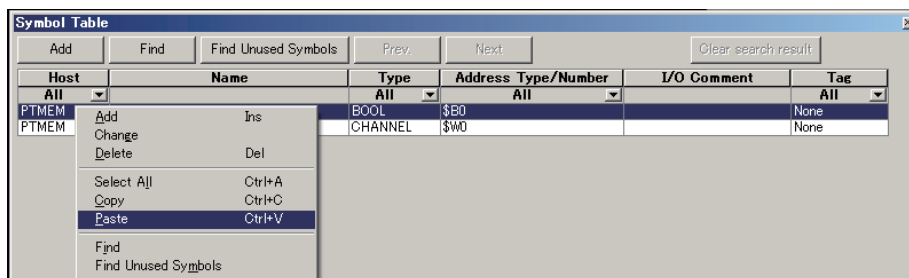 Symbol Table
Add Find Find Unused Symbols Prev. Next Clear search result
Host Name Type Address Type/Number I/O Comment Tag
All All All All
PTMEM BOOL $B0 None
PTMEM CHANNEL $W0 None
Add Ins
Change
Delete Del
Select All Ctrl+A
Copy Ctrl+C
Paste Ctrl+V
Find
Find Unused Symbols